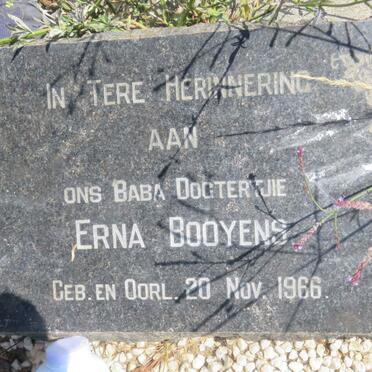 IN TERE HERINNERING
AAN
ONS BABA DOGTERTJIE
ERNA BOOYENS
GEB. EN OORL. 20 NOV. 1966.